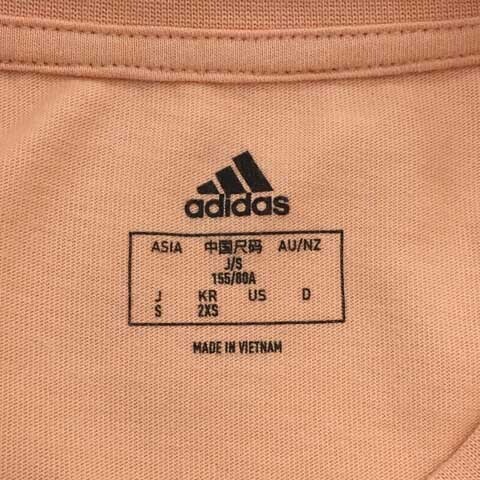 adidas
ASIA 中国尺码 AU/NZ
J/S
155/80A
J KR US D
S 2XS
MADE IN VIETNAM